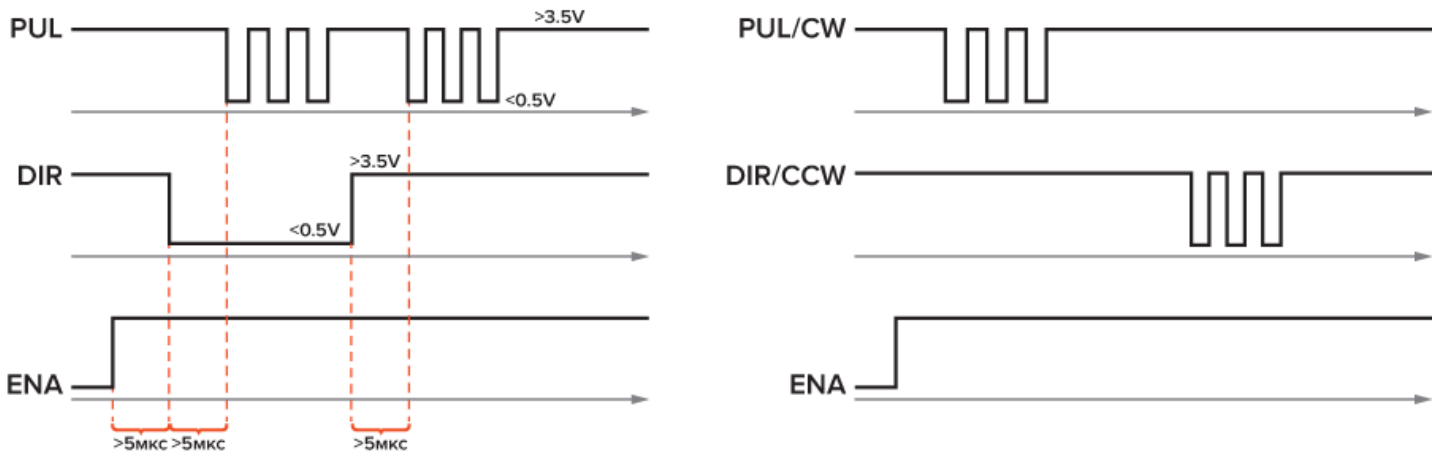 PUL >3.5V PUL/CW
<0.5V
DIR >3.5V DIR/CCW
<0.5V
ENA ENA
>5мкс >5мкс >5мкс